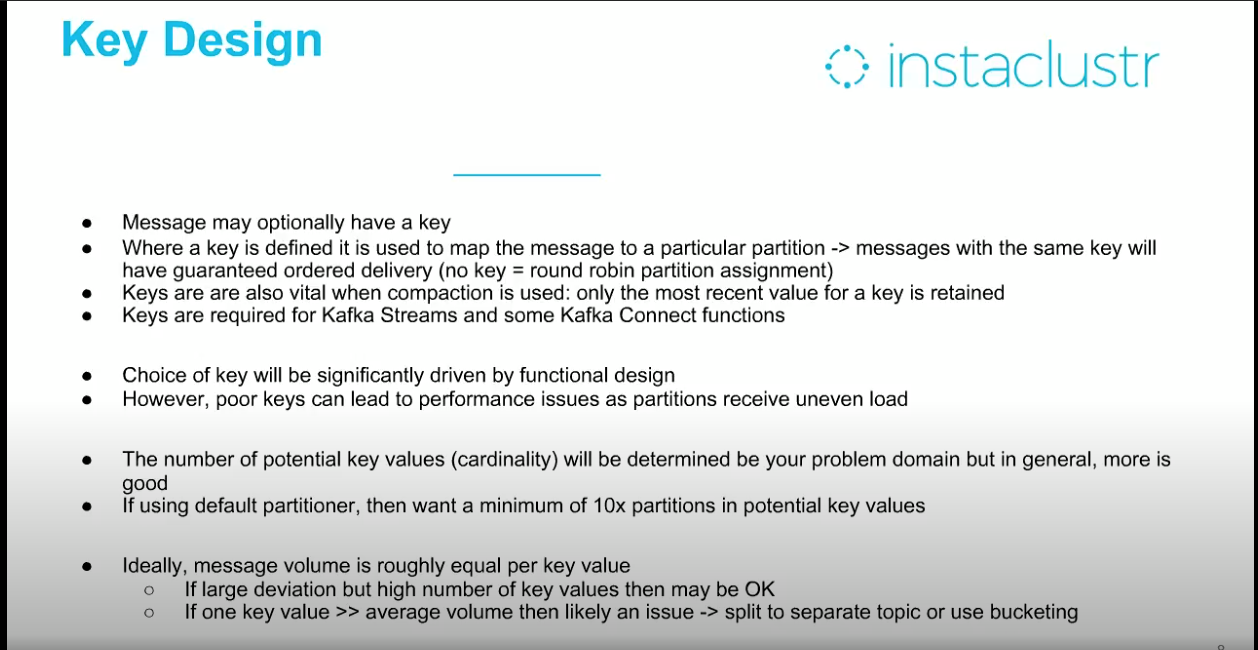 Key Design
instaclustr
● Message may optionally have a key
● Where a key is defined it is used to map the message to a particular partition -> messages with the same key will
have guaranteed ordered delivery (no key = round robin partition assignment)
● Keys are are also vital when compaction is used: only the most recent value for a key is retained
● Keys are required for Kafka Streams and some Kafka Connect functions
● Choice of key will be significantly driven by functional design
● However, poor keys can lead to performance issues as partitions receive uneven load
● The number of potential key values (cardinality) will be determined be your problem domain but in general, more is
good
● If using default partitioner, then want a minimum of 10x partitions in potential key values
● Ideally, message volume is roughly equal per key value
○ If large deviation but high number of key values then may be OK
○ If one key value >> average volume then likely an issue -> split to separate topic or use bucketing